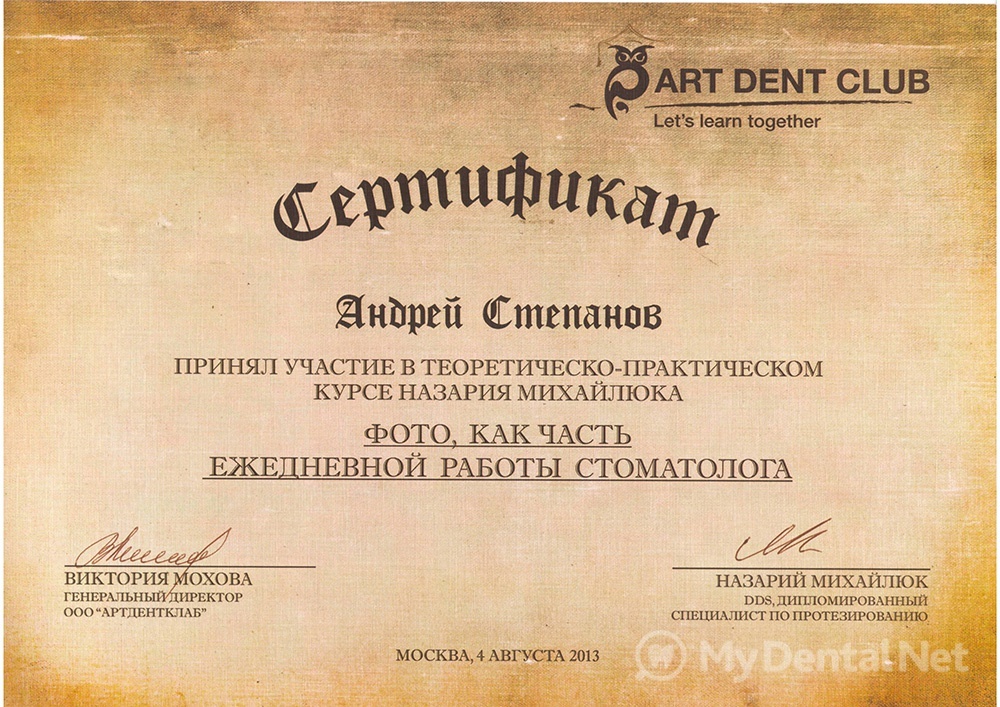 ART DENT CLUB
Let's learn together
Сертификат
Андрей Степанов
ПРИНЯЛ УЧАСТИЕ В ТЕОРЕТИЧЕСКО-ПРАКТИЧЕСКОМ
КУРСЕ НАЗАРИЯ МИХАЙЛЮКА
ФОТО, КАК ЧАСТЬ
ЕЖЕДНЕВНОЙ РАБОТЫ СТОМАТОЛОГА
ВИКТОРИЯ МОХОВА
ГЕНЕРАЛЬНЫЙ ДИРЕКТОР
ООО "АРТДЕНТКЛАБ"
НАЗАРИЙ МИХАЙЛЮК
DDS, ДИПЛОМИРОВАННЫЙ
СПЕЦИАЛИСТ ПО ПРОТЕЗИРОВАНИЮ
МОСКВА, 4 АВГУСТА 2013
MyDental.Net